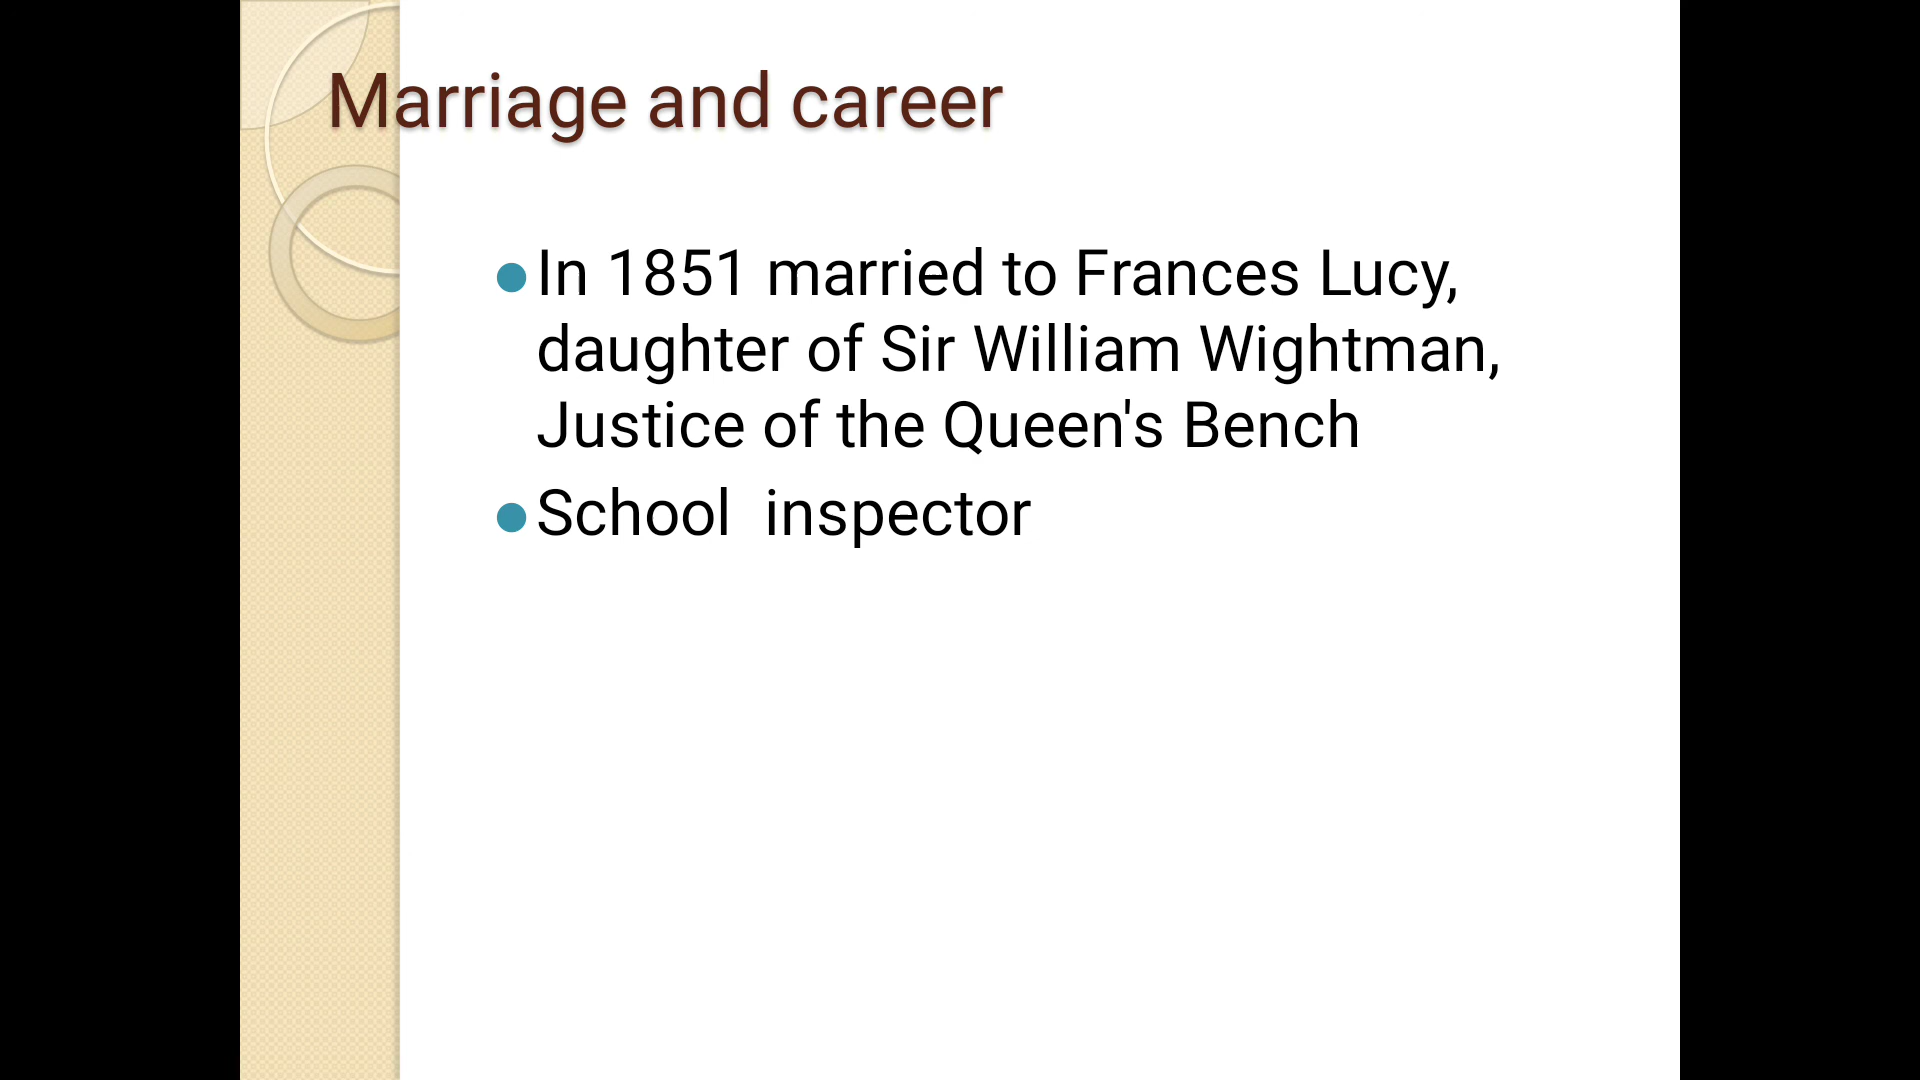 Marriage and career
In 1851 married to Frances Lucy,
daughter of Sir William Wightman,
Justice of the Queen's Bench
School  inspector